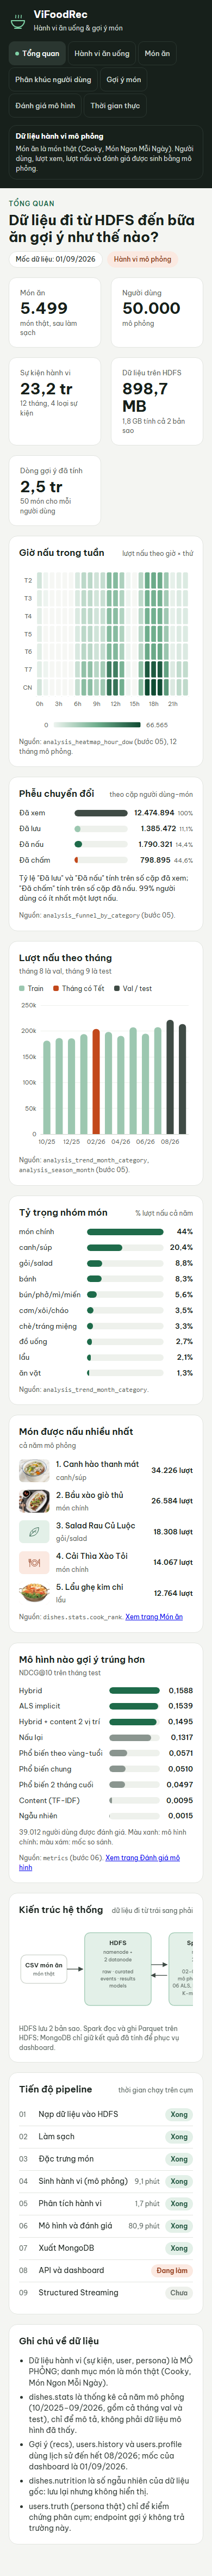 ViFoodRec
Hành vi ăn uống & gợi ý món
Tổng quan
Hành vi ăn uống
Món ăn
Phân khúc người dùng
Gợi ý món
Đánh giá mô hình
Thời gian thực
Dữ liệu hành vi mô phỏng
Món ăn là món thật (Cooky, Món Ngon Mỗi Ngày). Người
dùng, lượt xem, lượt nấu và đánh giá được sinh bằng mô
phỏng.
TỔNG QUAN
Dữ liệu đi từ HDFS đến bữa
ăn gợi ý như thế nào?
Mốc dữ liệu: 01/09/2026
Hành vi mô phỏng
Món ăn
5.499
món thật, sau làm
sạch
Người dùng
50.000
mô phỏng
Sự kiện hành vi
23,2 tr
12 tháng, 4 loại sự
kiện
Dữ liệu trên HDFS
898,7
MB
1,8 GB tính cả 2 bản
sao
Dòng gợi ý đã tính
2,5 tr
50 món cho mỗi
người dùng
Giờ nấu trong tuần
lượt nấu theo giờ × thứ
T2
T3
T4
T5
T6
T7
CN
0h 3h 6h 9h 12h 15h 18h 21h
0 66.565
Nguồn: analysis_heatmap_hour_dow (bước 05), 12
tháng mô phỏng.
Phễu chuyển đổi
theo cặp người dùng–món
Đã xem 12.474.894 100%
Đã lưu 1.385.472 11,1%
Đã nấu 1.790.321 14,4%
Đã chấm 798.895 44,6%
Tỷ lệ "Đã lưu" và "Đã nấu" tính trên số cặp đã xem;
"Đã chấm" tính trên số cặp đã nấu. 99% người
dùng có ít nhất một lượt nấu.
Nguồn: analysis_funnel_by_category (bước 05).
Lượt nấu theo tháng
tháng 8 là val, tháng 9 là test
Train
Tháng có Tết
Val / test
250k
200k
150k
100k
50k
0
10/25 12/25 02/26 04/26 06/26 08/26
Nguồn: analysis_trend_month_category,
analysis_season_month (bước 05).
Tỷ trọng nhóm món
% lượt nấu cả năm
món chính 44%
canh/súp 20,4%
gỏi/salad 8,8%
bánh 8,3%
bún/phở/mì/miến 5,6%
cơm/xôi/cháo 3,5%
chè/tráng miệng 3,3%
đồ uống 2,7%
lẩu 2,1%
ăn vặt 1,3%
Nguồn: analysis_trend_month_category.
Món được nấu nhiều nhất
cả năm mô phỏng
1. Canh hào thanh mát
canh/súp
34.226 lượt
2. Bầu xào giò thủ
món chính
26.584 lượt
3. Salad Rau Củ Luộc
gỏi/salad
18.308 lượt
4. Cải Thìa Xào Tỏi
món chính
14.067 lượt
5. Lẩu ghẹ kim chi
lẩu
12.764 lượt
Nguồn: dishes.stats.cook_rank. Xem trang Món ăn
Mô hình nào gợi ý trúng hơn
NDCG@10 trên tháng test
Hybrid 0,1588
ALS implicit 0,1539
Hybrid + content 2 vị trí 0,1495
Nấu lại 0,1317
Phổ biến theo vùng-tuổi 0,0571
Phổ biến chung 0,0510
Phổ biến 2 tháng cuối 0,0497
Content (TF-IDF) 0,0095
Ngẫu nhiên 0,0015
39.012 người dùng được đánh giá. Màu xanh: mô hình
chính; màu xám: mốc so sánh.
Nguồn: metrics (bước 06). Xem trang Đánh giá mô
hình
Kiến trúc hệ thống
dữ liệu đi từ trái sang phải
CSV món ăn
món thật
HDFS
namenode +
2 datanode
raw · curated
events · results
models
HDFS lưu 2 bản sao. Spark đọc và ghi Parquet trên
HDFS; MongoDB chỉ giữ kết quả đã tính để phục vụ
dashboard.
Tiến độ pipeline
thời gian chạy trên cụm
01 Nạp dữ liệu vào HDFS Xong
02 Làm sạch Xong
03 Đặc trưng món Xong
04 Sinh hành vi (mô phỏng) 9,1 phút Xong
05 Phân tích hành vi 1,7 phút Xong
06 Mô hình và đánh giá 80,9 phút Xong
07 Xuất MongoDB Xong
08 API và dashboard Đang làm
09 Structured Streaming Chưa
Ghi chú về dữ liệu
• Dữ liệu hành vi (sự kiện, user, persona) là MÔ
PHỎNG; danh mục món là món thật (Cooky,
Món Ngon Mỗi Ngày).
• dishes.stats là thống kê cả năm mô phỏng
(10/2025–09/2026, gồm cả tháng val và
test), chỉ để mô tả, không phải dữ liệu mô
hình đã thấy.
• Gợi ý (recs), users.history và users.profile
dùng lịch sử đến hết 08/2026; mốc của
dashboard là 01/09/2026.
• dishes.nutrition là số ngẫu nhiên của dữ liệu
gốc: lưu lại nhưng không hiển thị.
• users.truth (persona thật) chỉ để kiểm
chứng phân cụm; endpoint gợi ý không trả
trường này.